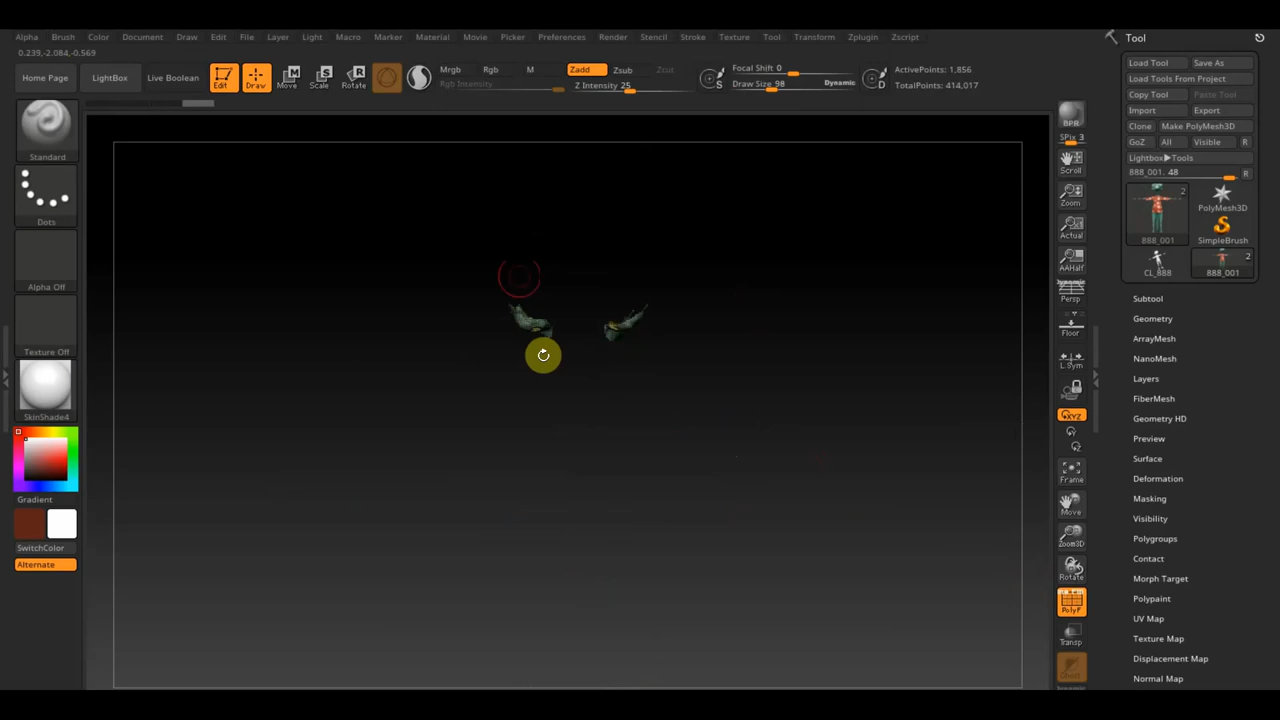 Alpha Brush Color Document Draw Edit File Layer Light Macro Marker Material Movie Picker Preferences Render Stencil Stroke Texture Tool Transform Zplugin Zscript
0.239,-2.084,-0.569
Home Page
LightBox
Live Boolean
Edit
Draw
Move
Scale
Rotate
Mrgb
Rgb
M
Rgb Intensity
Zadd
Zsub
Zcut
Z Intensity 25
S
Focal Shift 0
Draw Size 98
Dynamic
D
ActivePoints: 1,856
TotalPoints: 414,017
Standard
Dots
Alpha Off
Texture Off
SkinShade4
Gradient
SwitchColor
Alternate
BPR
SPix 3
Scroll
Zoom
Actual
AAHalf
Dynamic
Persp
Floor
L.Sym
XYZ
Frame
Move
Zoom3D
Rotate
PolyF
Transp
Tool
Load Tool
Save As
Load Tools From Project
Copy Tool
Paste Tool
Import
Export
Clone
Make PolyMesh3D
GoZ
All
Visible
R
Lightbox▶Tools
888_001. 48
R
2
888_001
PolyMesh3D
SimpleBrush
CL_888
2
888_001
Subtool
Geometry
ArrayMesh
NanoMesh
Layers
FiberMesh
Geometry HD
Preview
Surface
Deformation
Masking
Visibility
Polygroups
Contact
Morph Target
Polypaint
UV Map
Texture Map
Displacement Map
Normal Map